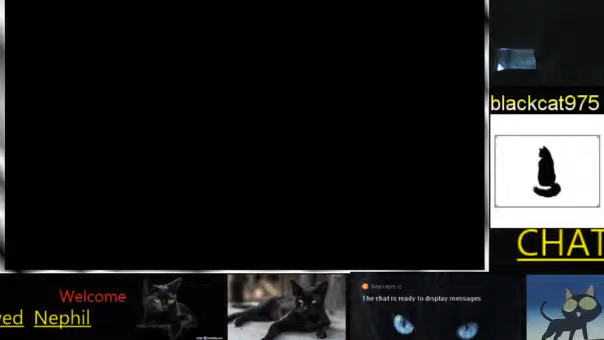 blackcat975
CHAT
Welcome
ved Nephil
The chat is ready to display messages